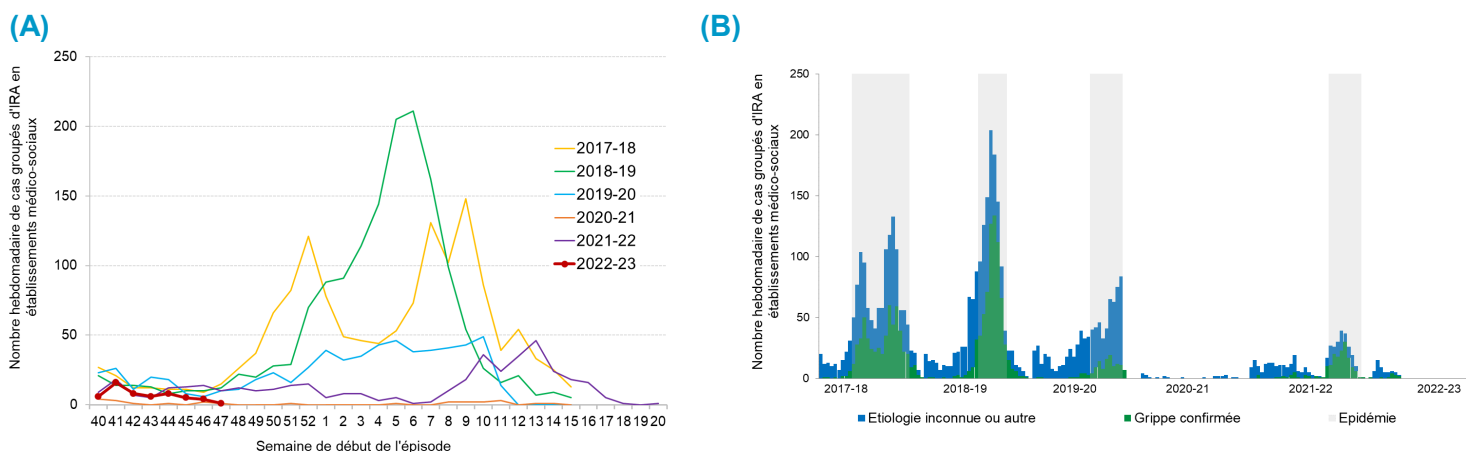 (A)
Nombre hebdomadaire de cas groupés d'IRA en
établissements médico-sociaux
250
200
150
100
50
0
2017-18
2018-19
2019-20
2020-21
2021-22
2022-23
40 41 42 43 44 45 46 47 48 49 50 51 52 1 2 3 4 5 6 7 8 9 10 11 12 13 14 15 16 17 18 19 20
Semaine de début de l'épisode
(B)
Nombre hebdomadaire de cas groupés d'IRA en
établissements médico-sociaux
250
200
150
100
50
0
2017-18 2018-19 2019-20 2020-21 2021-22 2022-23
Etiologie inconnue ou autre Grippe confirmée Epidémie